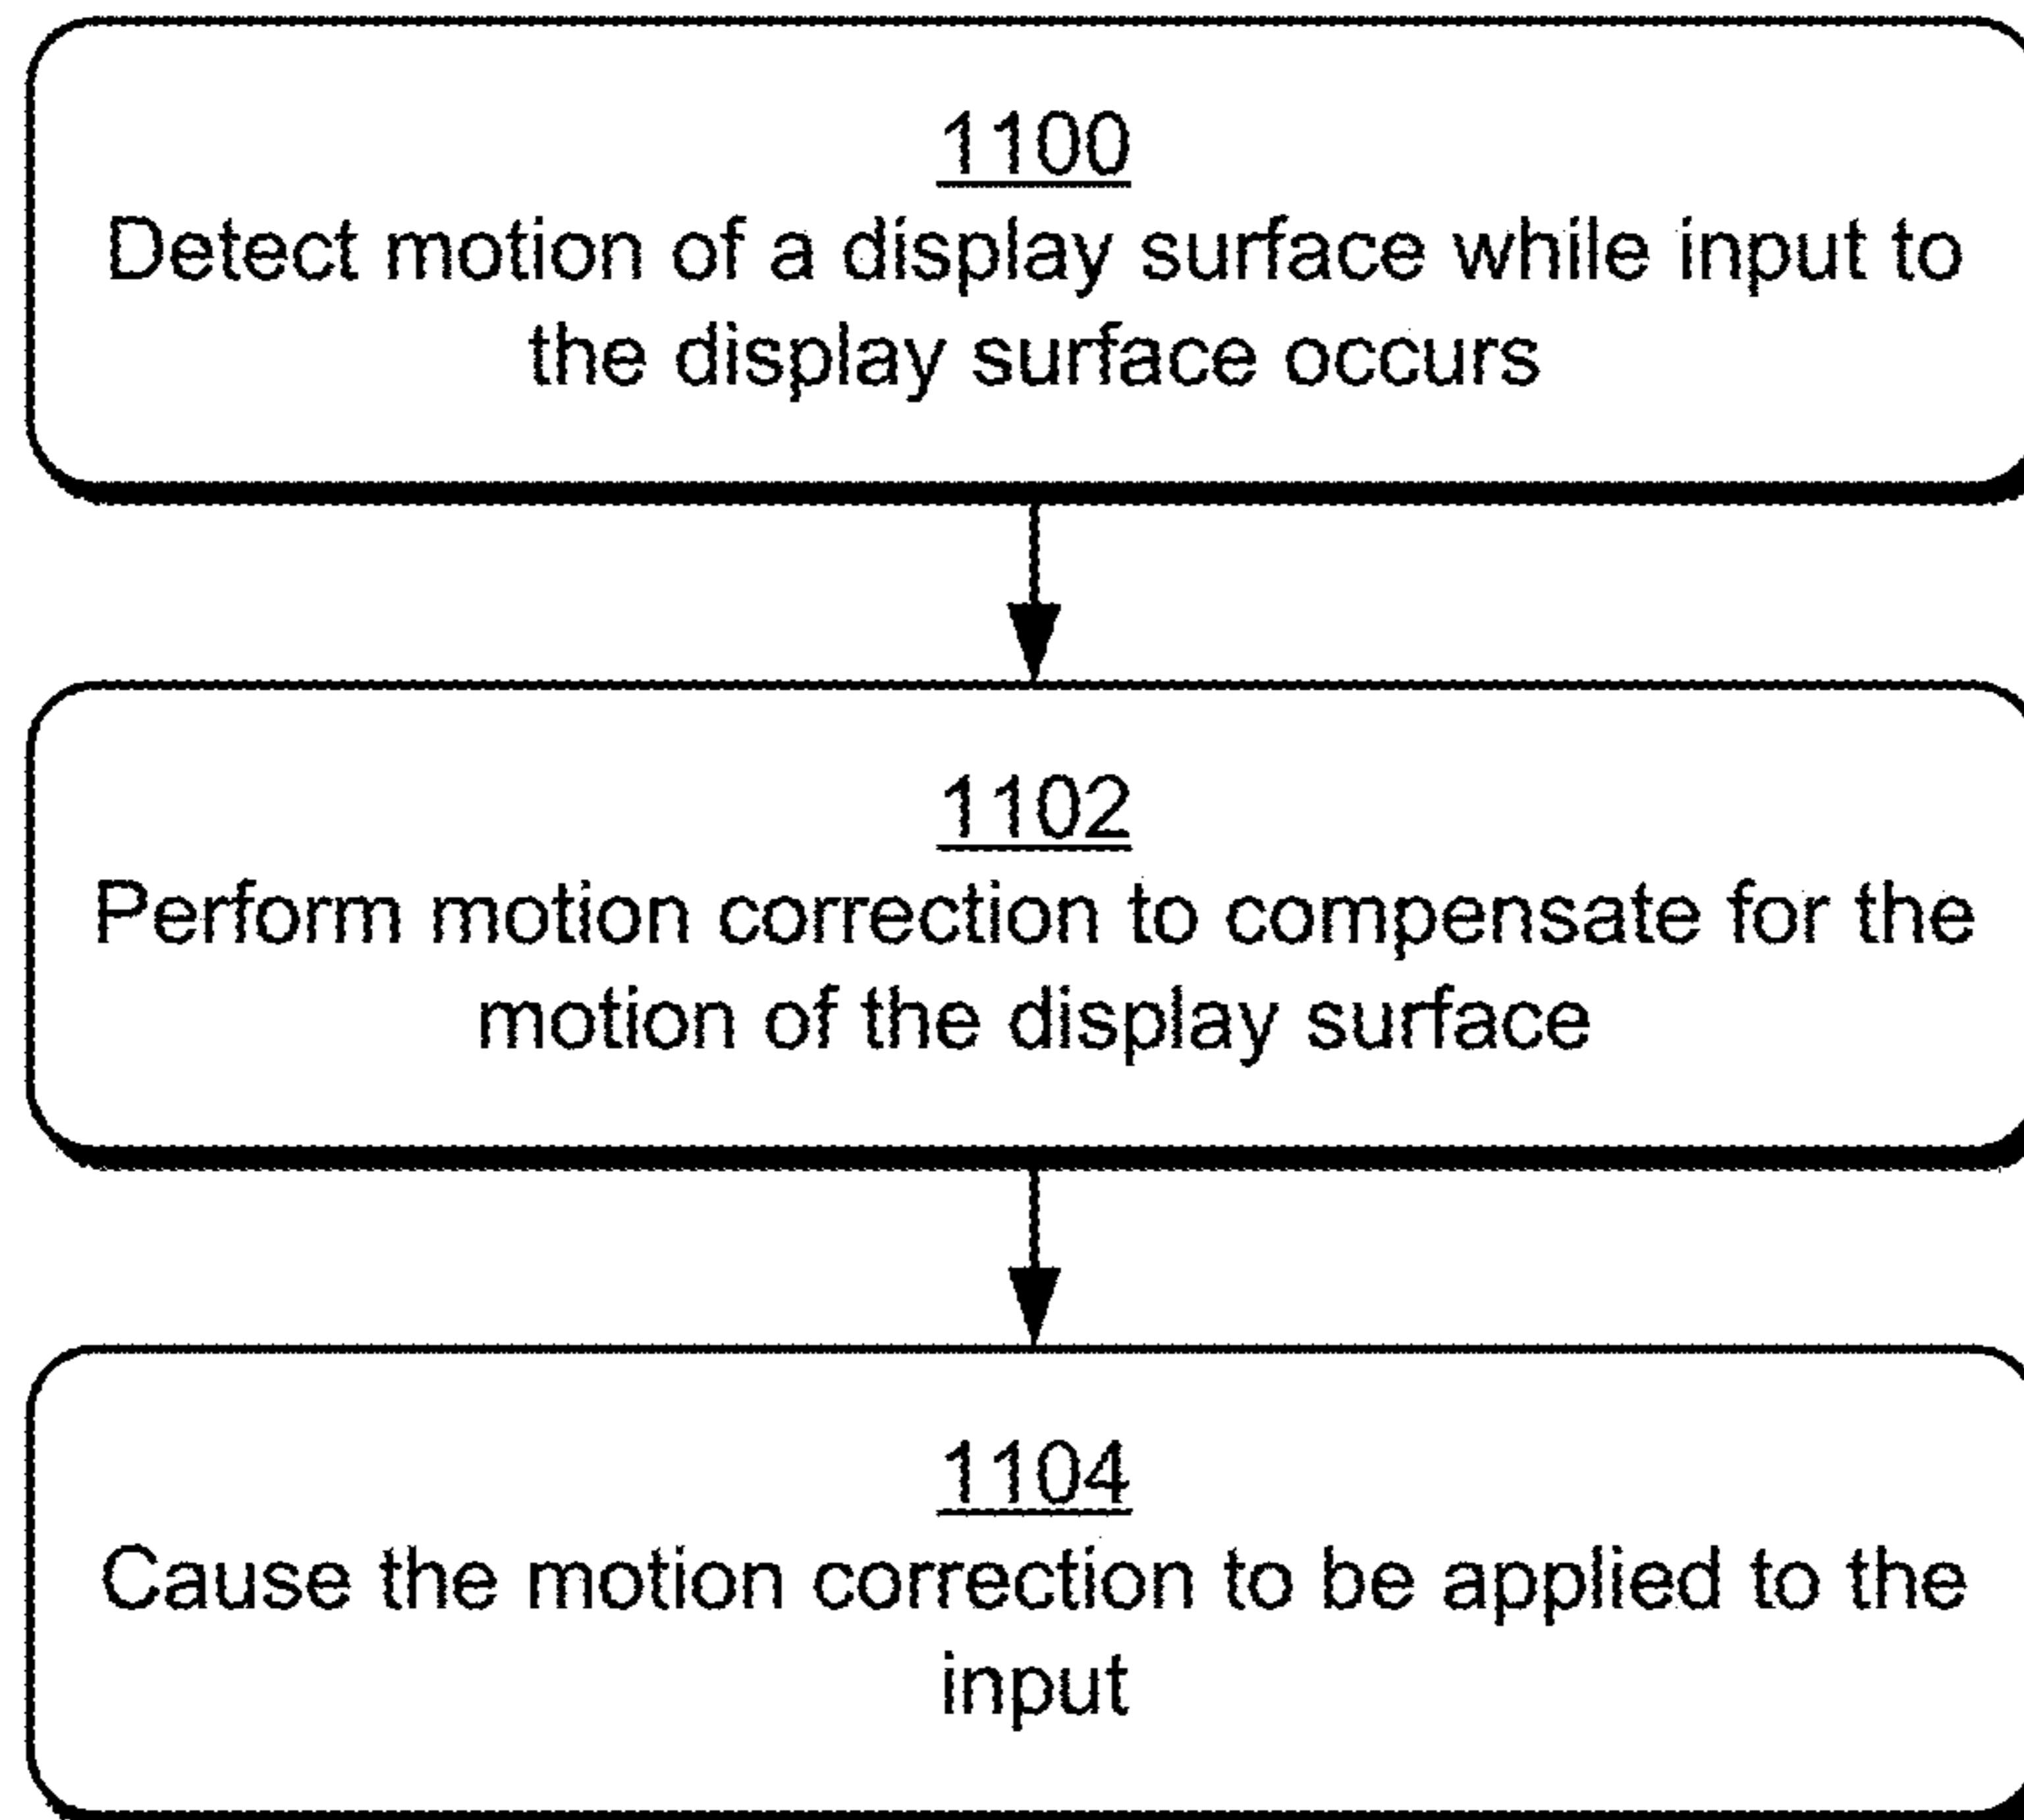 1100
Detect motion of a display surface while input to
the display surface occurs
1102
Perform motion correction to compensate for the
motion of the display surface
1104
Cause the motion correction to be applied to the
input